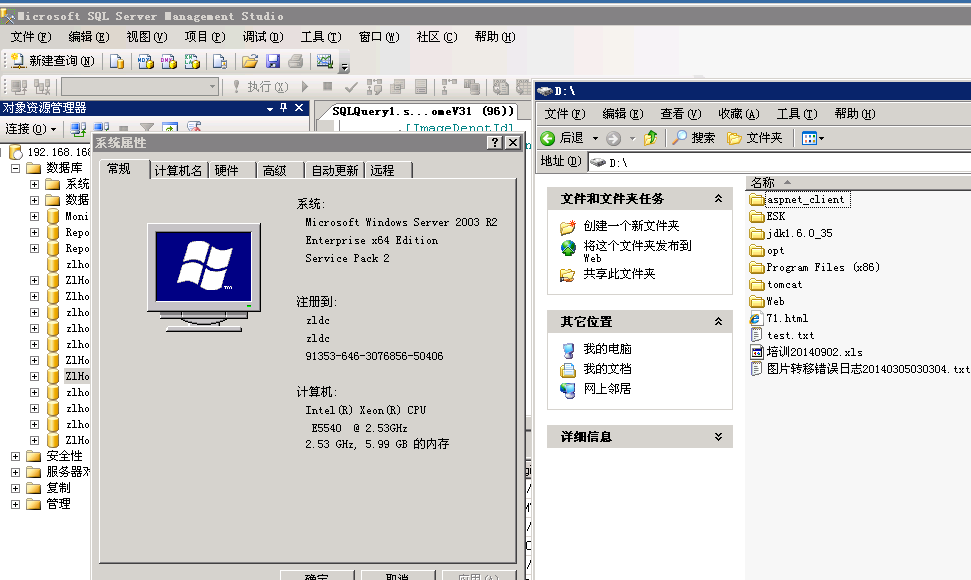 Microsoft SQL Server Management Studio
文件(F) 编辑(E) 视图(V) 项目(P) 调试(D) 工具(T) 窗口(W) 社区(C) 帮助(H)
新建查询(N)
执行(X)
对象资源管理器
连接(O)
192.168.168
数据库
系统
数据
Moni
Repo
Repo
zlho
ZlHo
zlho
zlho
zlho
zlho
ZlHo
ZlHo
zlho
zlho
zlho
ZlHo
安全性
服务器对
复制
管理
SQLQuery1.s...omeV31 (96))
.[ImageDepotId]
系统属性
常规 计算机名 硬件 高级 自动更新 远程
系统:
Microsoft Windows Server 2003 R2
Enterprise x64 Edition
Service Pack 2
注册到:
zldc
zldc
91353-646-3076856-50406
计算机:
Intel(R) Xeon(R) CPU
E5540 @ 2.53GHz
2.53 GHz, 5.99 GB 的内存
确定 取消 应用(A)
D:\
文件(F) 编辑(E) 查看(V) 收藏(A) 工具(T) 帮助(H)
后退 搜索 文件夹
地址(D) D:\
文件和文件夹任务
创建一个新文件夹
将这个文件夹发布到
Web
共享此文件夹
其它位置
我的电脑
我的文档
网上邻居
详细信息
名称
aspnet_client
ESK
jdk1.6.0_35
opt
Program Files (x86)
tomcat
Web
71.html
test.txt
培训20140902.xls
图片转移错误日志20140305030304.txt